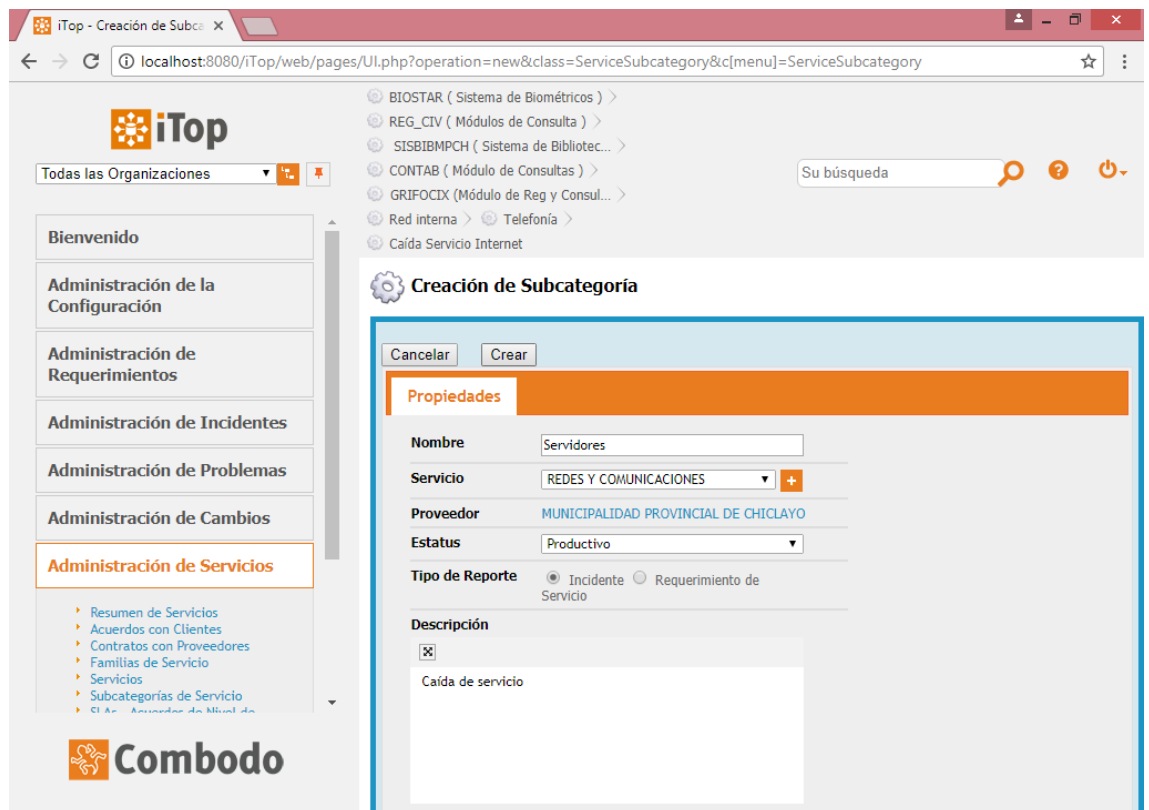 iTop - Creación de Subca
localhost:8080/iTop/web/pages/UI.php?operation=new&class=ServiceSubcategory&c[menu]=ServiceSubcategory
iTop
Todas las Organizaciones
Bienvenido
Administración de la
Configuración
Administración de
Requerimientos
Administración de Incidentes
Administración de Problemas
Administración de Cambios
Administración de Servicios
Resumen de Servicios
Acuerdos con Clientes
Contratos con Proveedores
Familias de Servicio
Servicios
Subcategorías de Servicio
SLAs - Acuerdos de Nivel de
Combodo
BIOSTAR ( Sistema de Biométricos )
REG_CIV ( Módulos de Consulta )
SISBIBMPCH ( Sistema de Bibliotec...
CONTAB ( Módulo de Consultas )
GRIFOCIX (Módulo de Reg y Consul...
Red interna Telefonía
Caída Servicio Internet
Su búsqueda
Creación de Subcategoría
Cancelar Crear
Propiedades
Nombre Servidores
Servicio REDES Y COMUNICACIONES
Proveedor MUNICIPALIDAD PROVINCIAL DE CHICLAYO
Estatus Productivo
Tipo de Reporte Incidente Requerimiento de
Servicio
Descripción
Caída de servicio